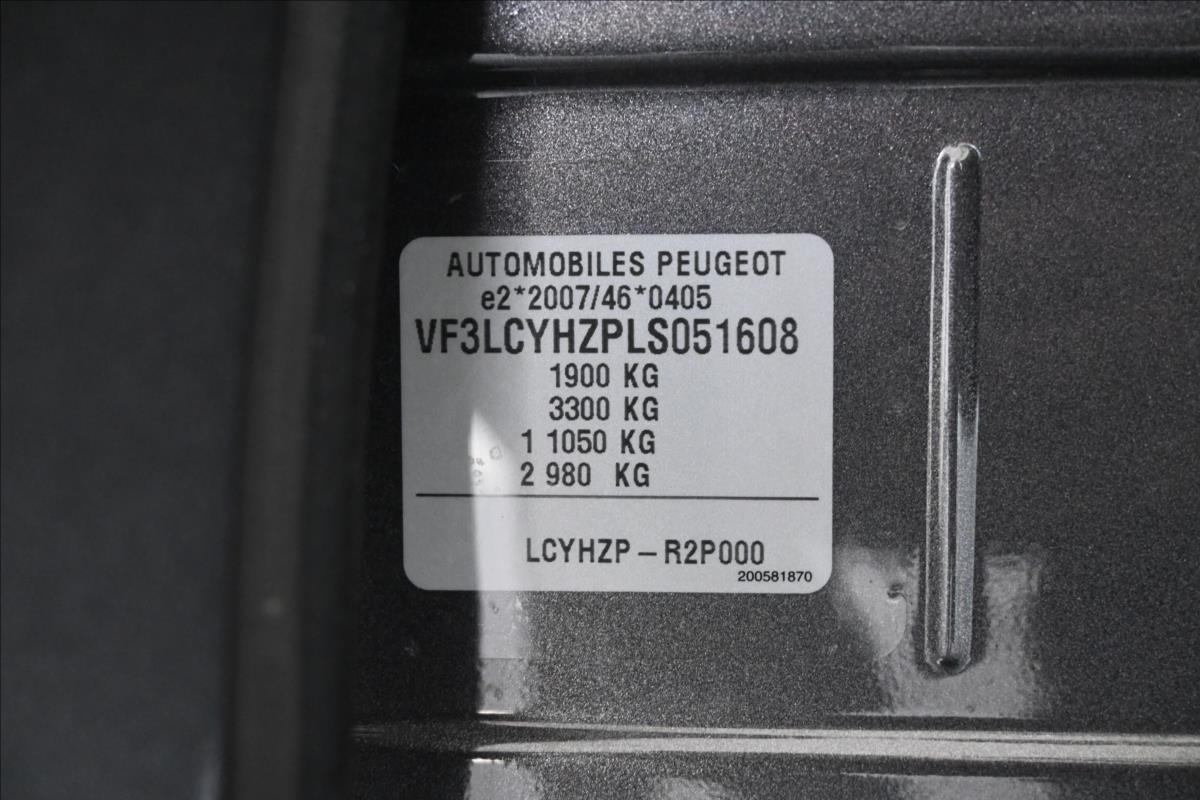 AUTOMOBILES PEUGEOT
e2*2007/46*0405
VF3LCYHZPLS051608
1900 KG
3300 KG
1 1050 KG
2 980 KG
LCYHZP – R2P000
200581870